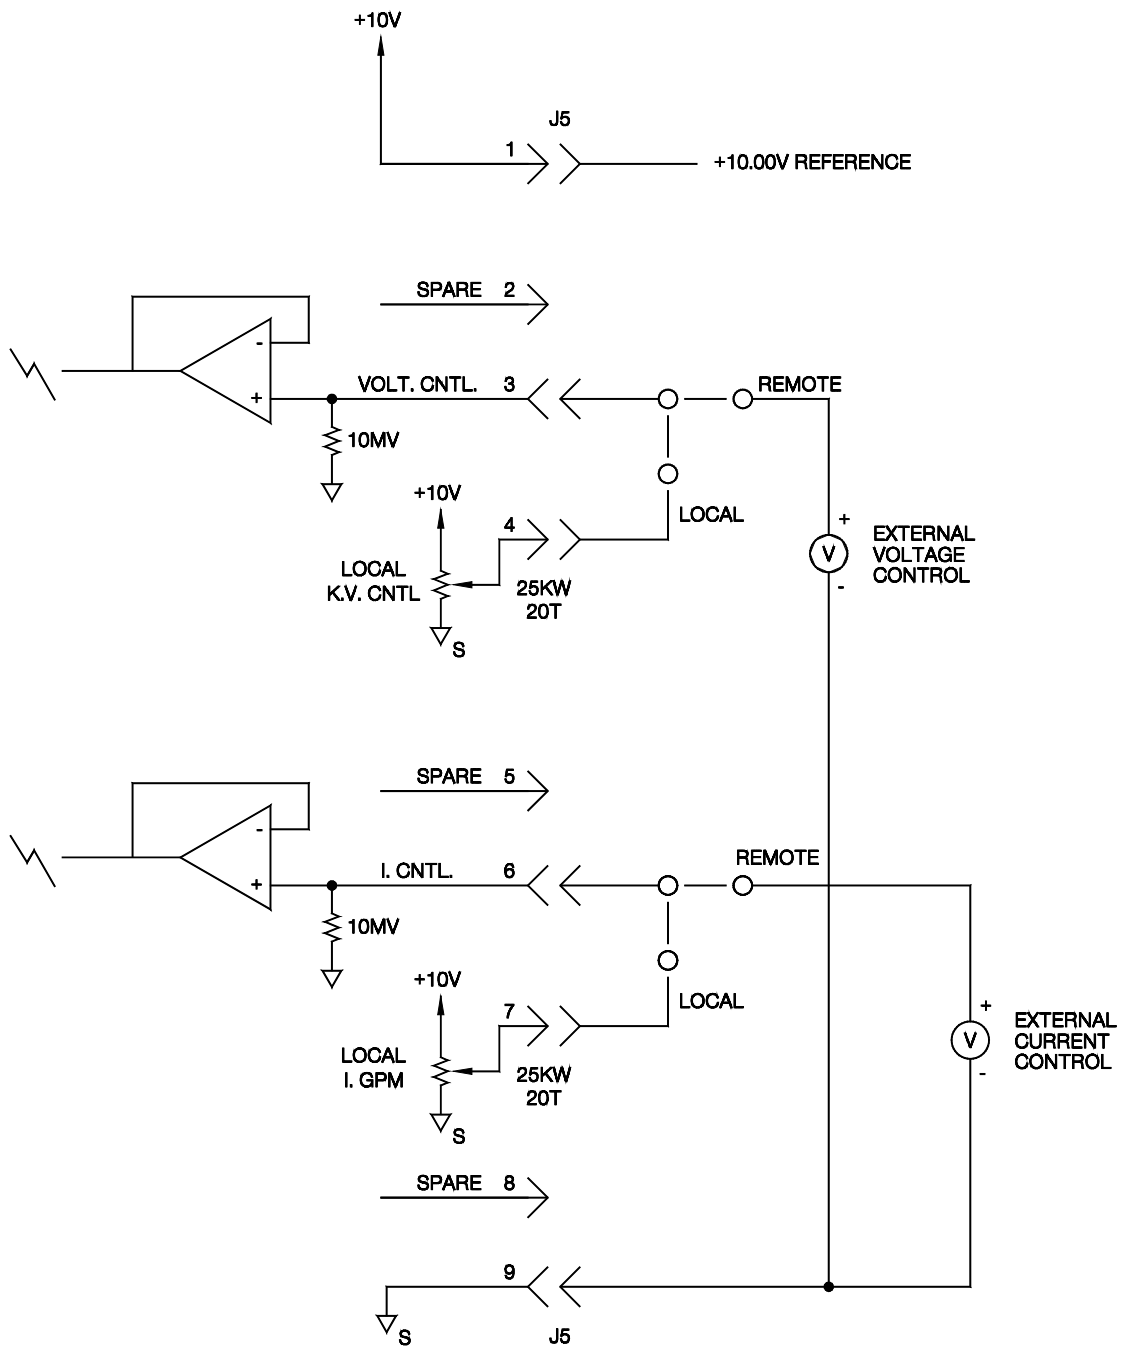 +10V
J5
1
+10.00V REFERENCE
SPARE 2
-
+
VOLT. CNTL. 3
REMOTE
10MV
+10V
4
LOCAL
LOCAL
K.V. CNTL
25KW
20T
S
+
V
-
EXTERNAL
VOLTAGE
CONTROL
SPARE 5
-
+
I. CNTL. 6
REMOTE
10MV
+10V
7
LOCAL
LOCAL
I. GPM
25KW
20T
S
+
V
-
EXTERNAL
CURRENT
CONTROL
SPARE 8
9
S
J5